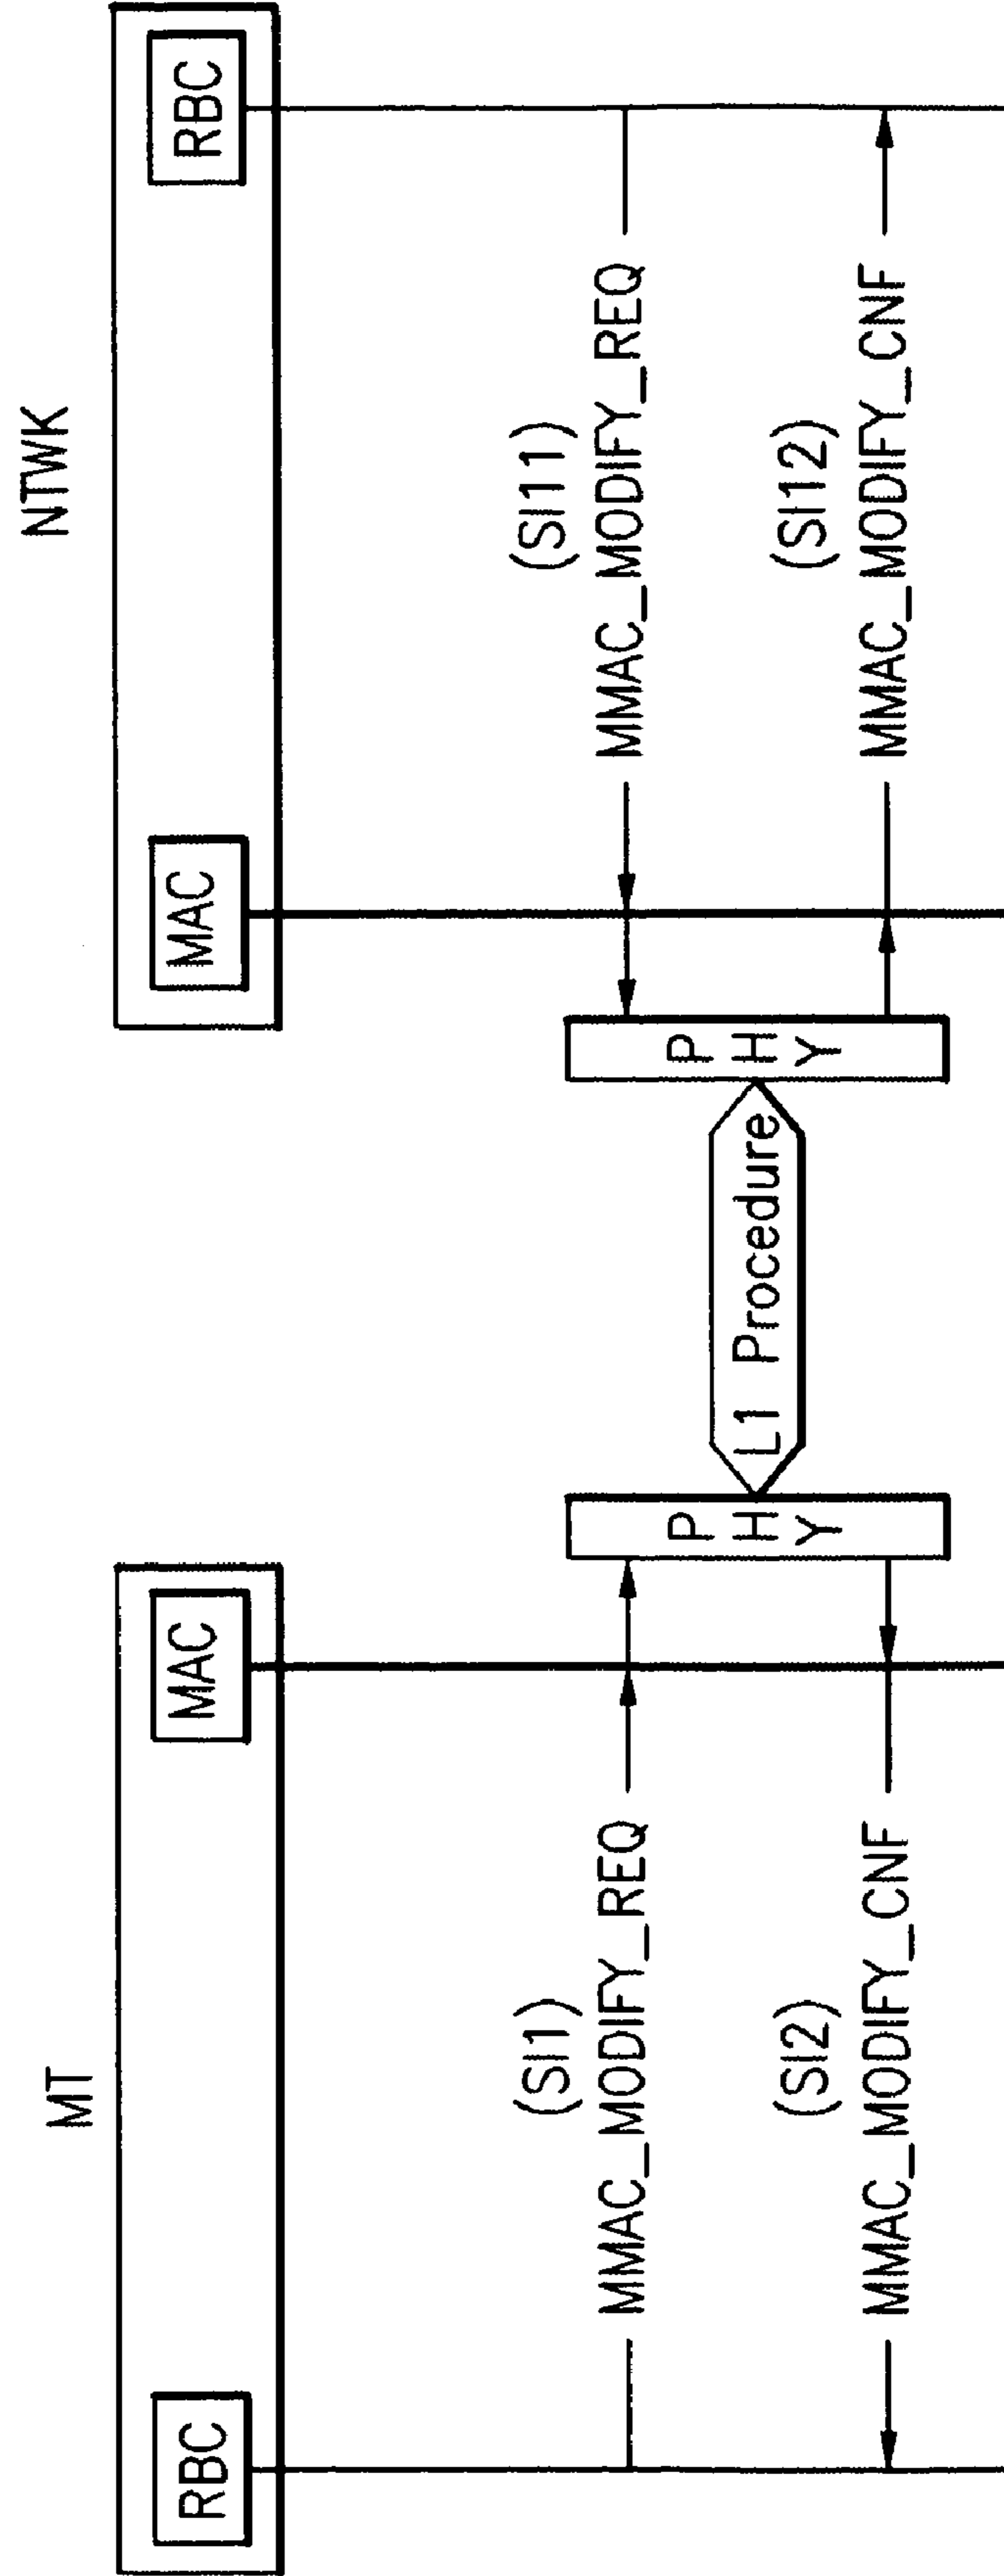 MT
NTWK
RBC
MAC
MAC
RBC
(SI1)
MMAC_MODIFY_REQ
(SI11)
MMAC_MODIFY_REQ
PHY
L1 Procedure
PHY
(SI2)
MMAC_MODIFY_CNF
(SI12)
MMAC_MODIFY_CNF